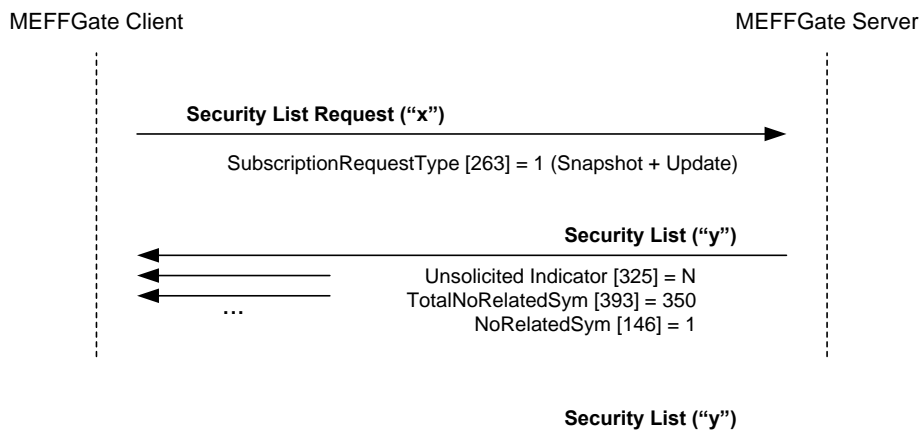 MEFFGate Client
MEFFGate Server
Security List Request (“x”)
SubscriptionRequestType [263] = 1 (Snapshot + Update)
Security List (“y”)
Unsolicited Indicator [325] = N
TotalNoRelatedSym [393] = 350
NoRelatedSym [146] = 1
...
Security List (“y”)